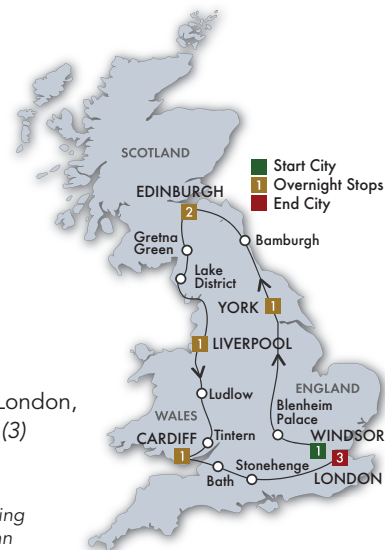 SCOTLAND
Start City
1 Overnight Stops
End City
EDINBURGH
2
Gretna
Green
Bamburgh
Lake
District
YORK 1
1 LIVERPOOL
Ludlow
ENGLAND
WALES
Blenheim
Palace
London,
(3)
CARDIFF
1
Tintern
WINDSOR
1
3
Bath
Stonehenge
LONDON
ing